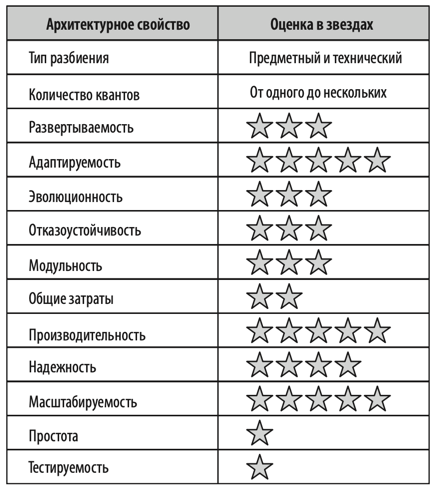 Архитектурное свойство Оценка в звездах
Тип разбиения Предметный и технический
Количество квантов От одного до нескольких
Развертываемость
Адаптируемость
Эволюционность
Отказоустойчивость
Модульность
Общие затраты
Производительность
Надежность
Масштабируемость
Простота
Тестируемость